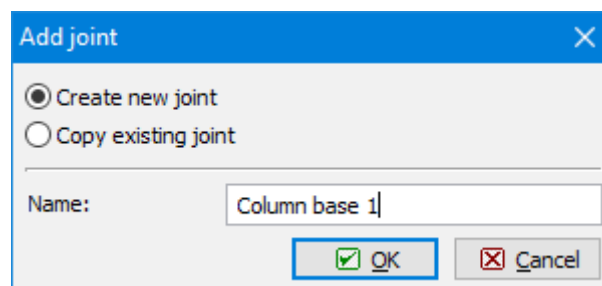 Add joint
Create new joint
Copy existing joint
Name: Column base 1
OK Cancel